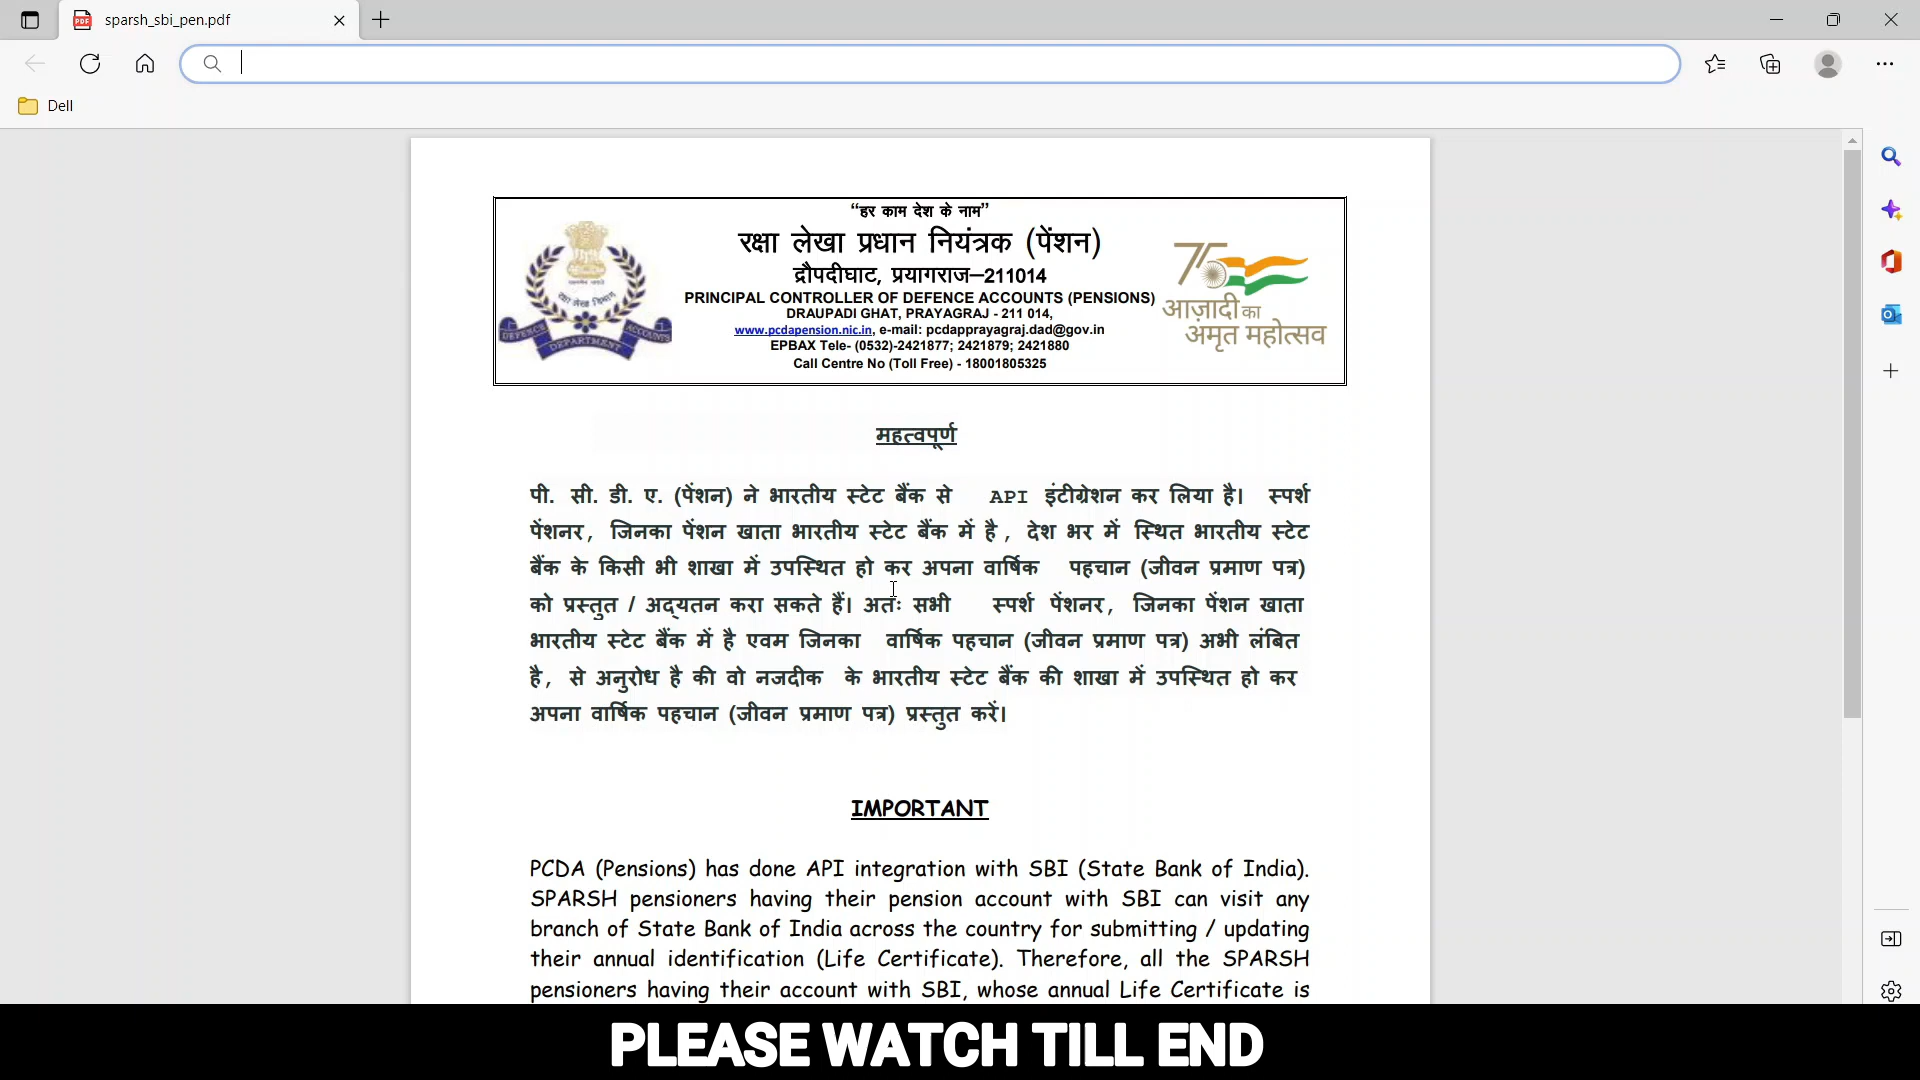 sparsh_sbi_pen.pdf
Dell
“हर काम देश के नाम”
रक्षा लेखा प्रधान नियंत्रक (पेंशन)
द्रौपदीघाट, प्रयागराज–211014
PRINCIPAL CONTROLLER OF DEFENCE ACCOUNTS (PENSIONS)
DRAUPADI GHAT, PRAYAGRAJ - 211 014,
www.pcdapension.nic.in, e-mail: pcdapprayagraj.dad@gov.in
EPBAX Tele- (0532)-2421877; 2421879; 2421880
Call Centre No (Toll Free) - 18001805325
रक्षा लेखा विभाग
DEFENCE ACCOUNTS
DEPARTMENT
75
आज़ादी का
अमृत महोत्सव
महत्वपूर्ण
पी. सी. डी. ए. (पेंशन) ने भारतीय स्टेट बैंक से API इंटीग्रेशन कर लिया है। स्पर्श
पेंशनर, जिनका पेंशन खाता भारतीय स्टेट बैंक में है, देश भर में स्थित भारतीय स्टेट
बैंक के किसी भी शाखा में उपस्थित हो कर अपना वार्षिक पहचान (जीवन प्रमाण पत्र)
को प्रस्तुत / अद्यतन करा सकते हैं। अतः सभी स्पर्श पेंशनर, जिनका पेंशन खाता
भारतीय स्टेट बैंक में है एवम जिनका वार्षिक पहचान (जीवन प्रमाण पत्र) अभी लंबित
है, से अनुरोध है की वो नजदीक के भारतीय स्टेट बैंक की शाखा में उपस्थित हो कर
अपना वार्षिक पहचान (जीवन प्रमाण पत्र) प्रस्तुत करें।
IMPORTANT
PCDA (Pensions) has done API integration with SBI (State Bank of India).
SPARSH pensioners having their pension account with SBI can visit any
branch of State Bank of India across the country for submitting / updating
their annual identification (Life Certificate). Therefore, all the SPARSH
pensioners having their account with SBI, whose annual Life Certificate is
PLEASE WATCH TILL END